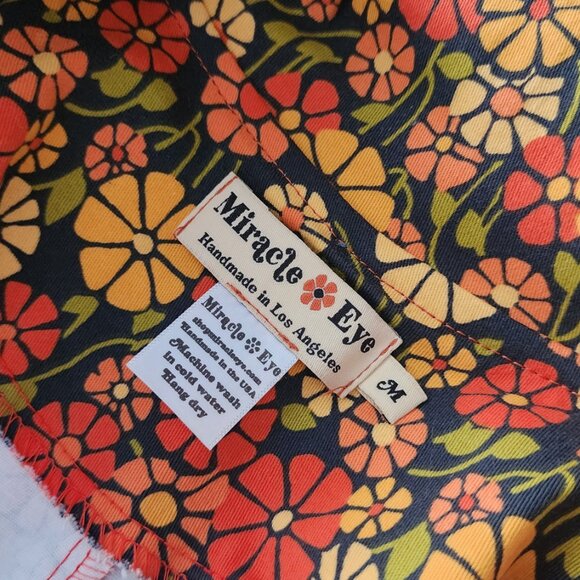 Miracle Eye
Handmade in Los Angeles
M
Miracle Eye
shopmiracleeye.com
Handmade in the USA
Machine wash
in cold water
Hang dry